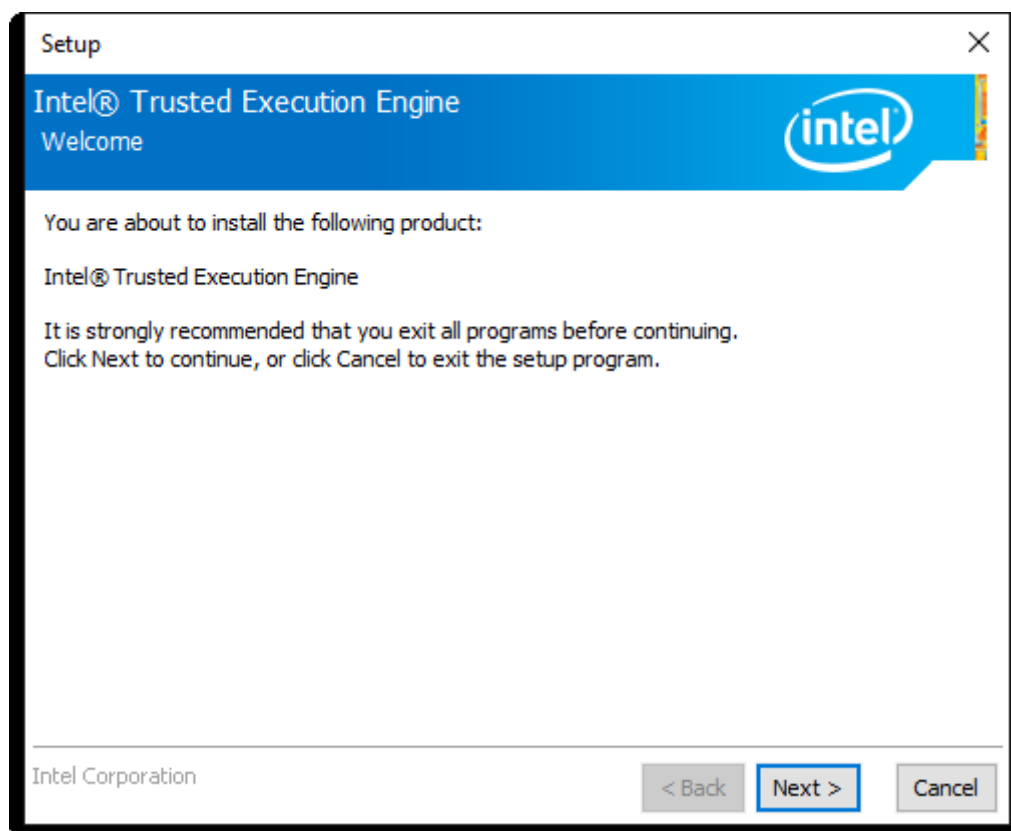 Setup
Intel® Trusted Execution Engine
Welcome
intel
You are about to install the following product:
Intel® Trusted Execution Engine
It is strongly recommended that you exit all programs before continuing.
Click Next to continue, or click Cancel to exit the setup program.
Intel Corporation
< Back
Next >
Cancel